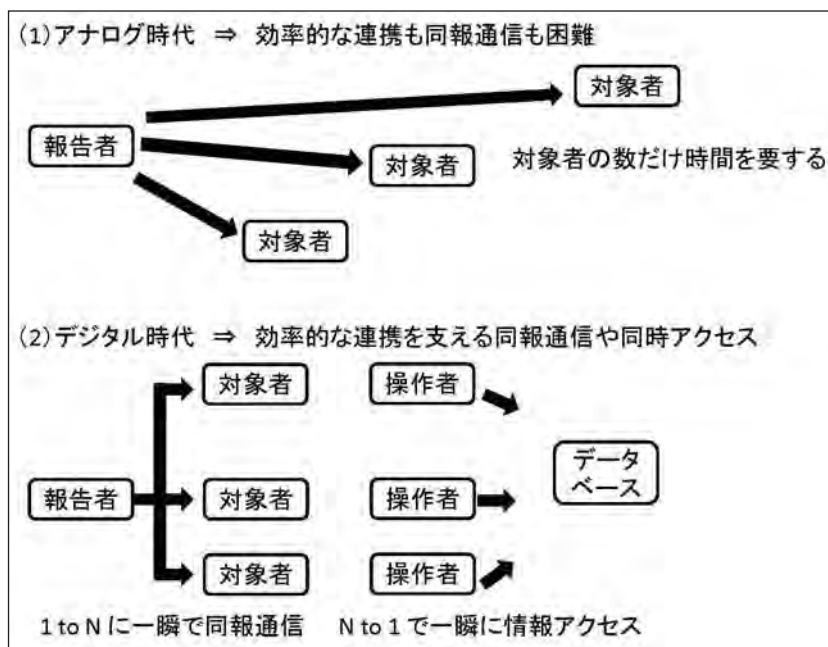 (1)アナログ時代 ⇒ 効率的な連携も同報通信も困難
対象者
報告者
対象者
対象者の数だけ時間を要する
対象者
(2)デジタル時代 ⇒ 効率的な連携を支える同報通信や同時アクセス
対象者
操作者
データ
ベース
報告者
対象者
操作者
対象者
操作者
1 to N に一瞬で同報通信
N to 1 で一瞬に情報アクセス